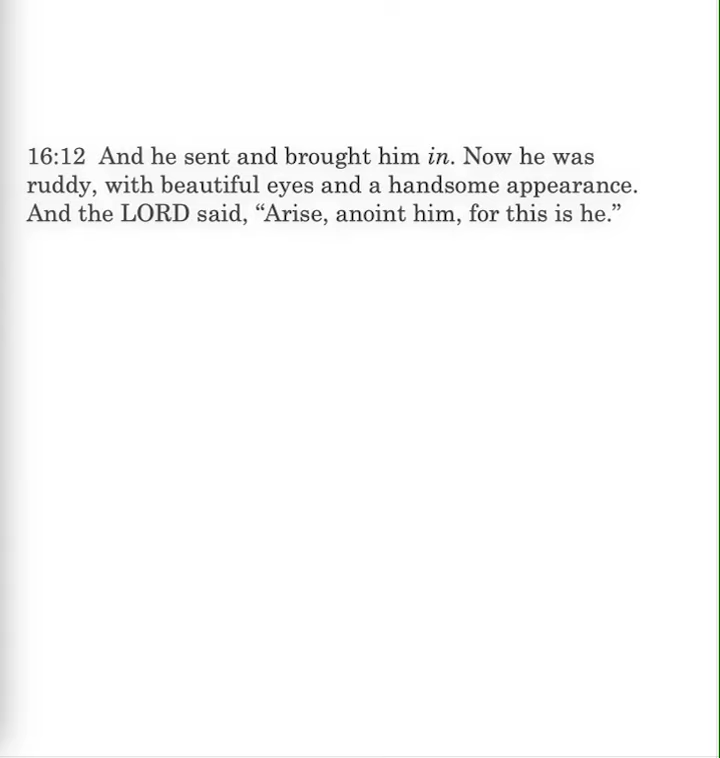 16:12 And he sent and brought him in. Now he was
ruddy, with beautiful eyes and a handsome appearance.
And the LORD said, “Arise, anoint him, for this is he.”